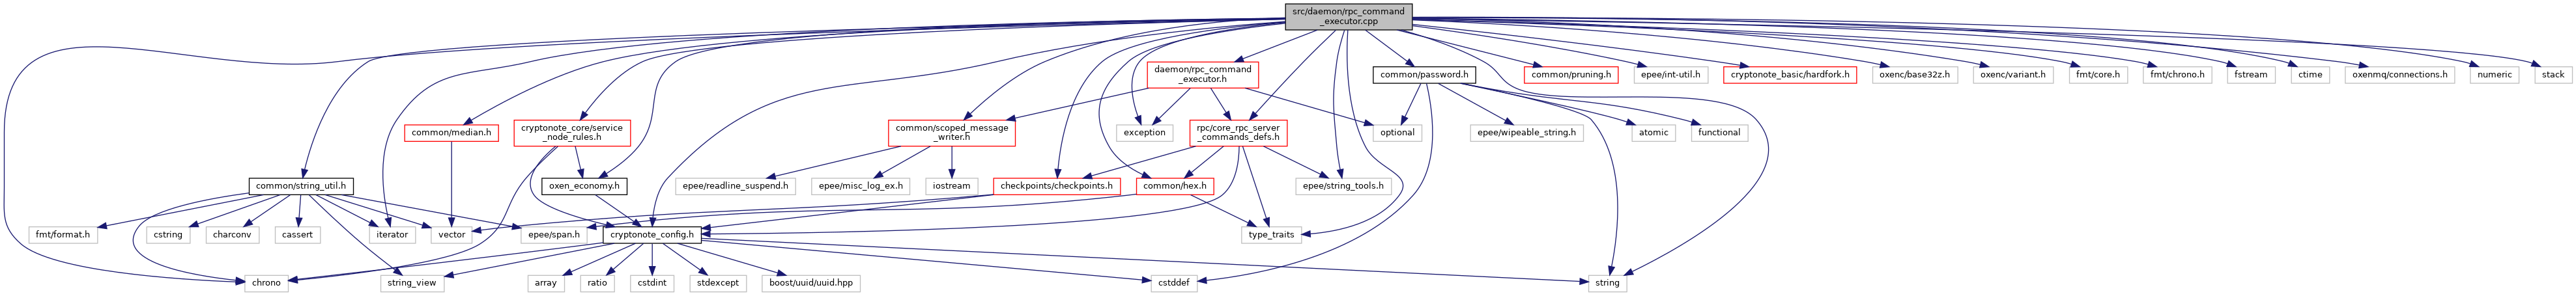 src/daemon/rpc_command
_executor.cpp
daemon/rpc_command
_executor.h
common/password.h
common/pruning.h
epee/int-util.h
cryptonote_basic/hardfork.h
oxenc/base32z.h
oxenc/variant.h
fmt/core.h
fmt/chrono.h
fstream
ctime
oxenmq/connections.h
numeric
stack
common/median.h
cryptonote_core/service
_node_rules.h
common/scoped_message
_writer.h
exception
rpc/core_rpc_server
_commands_defs.h
optional
epee/wipeable_string.h
atomic
functional
common/string_util.h
oxen_economy.h
epee/readline_suspend.h
epee/misc_log_ex.h
iostream
checkpoints/checkpoints.h
common/hex.h
epee/string_tools.h
fmt/format.h
cstring
charconv
cassert
iterator
vector
epee/span.h
cryptonote_config.h
type_traits
chrono
string_view
array
ratio
cstdint
stdexcept
boost/uuid/uuid.hpp
cstddef
string